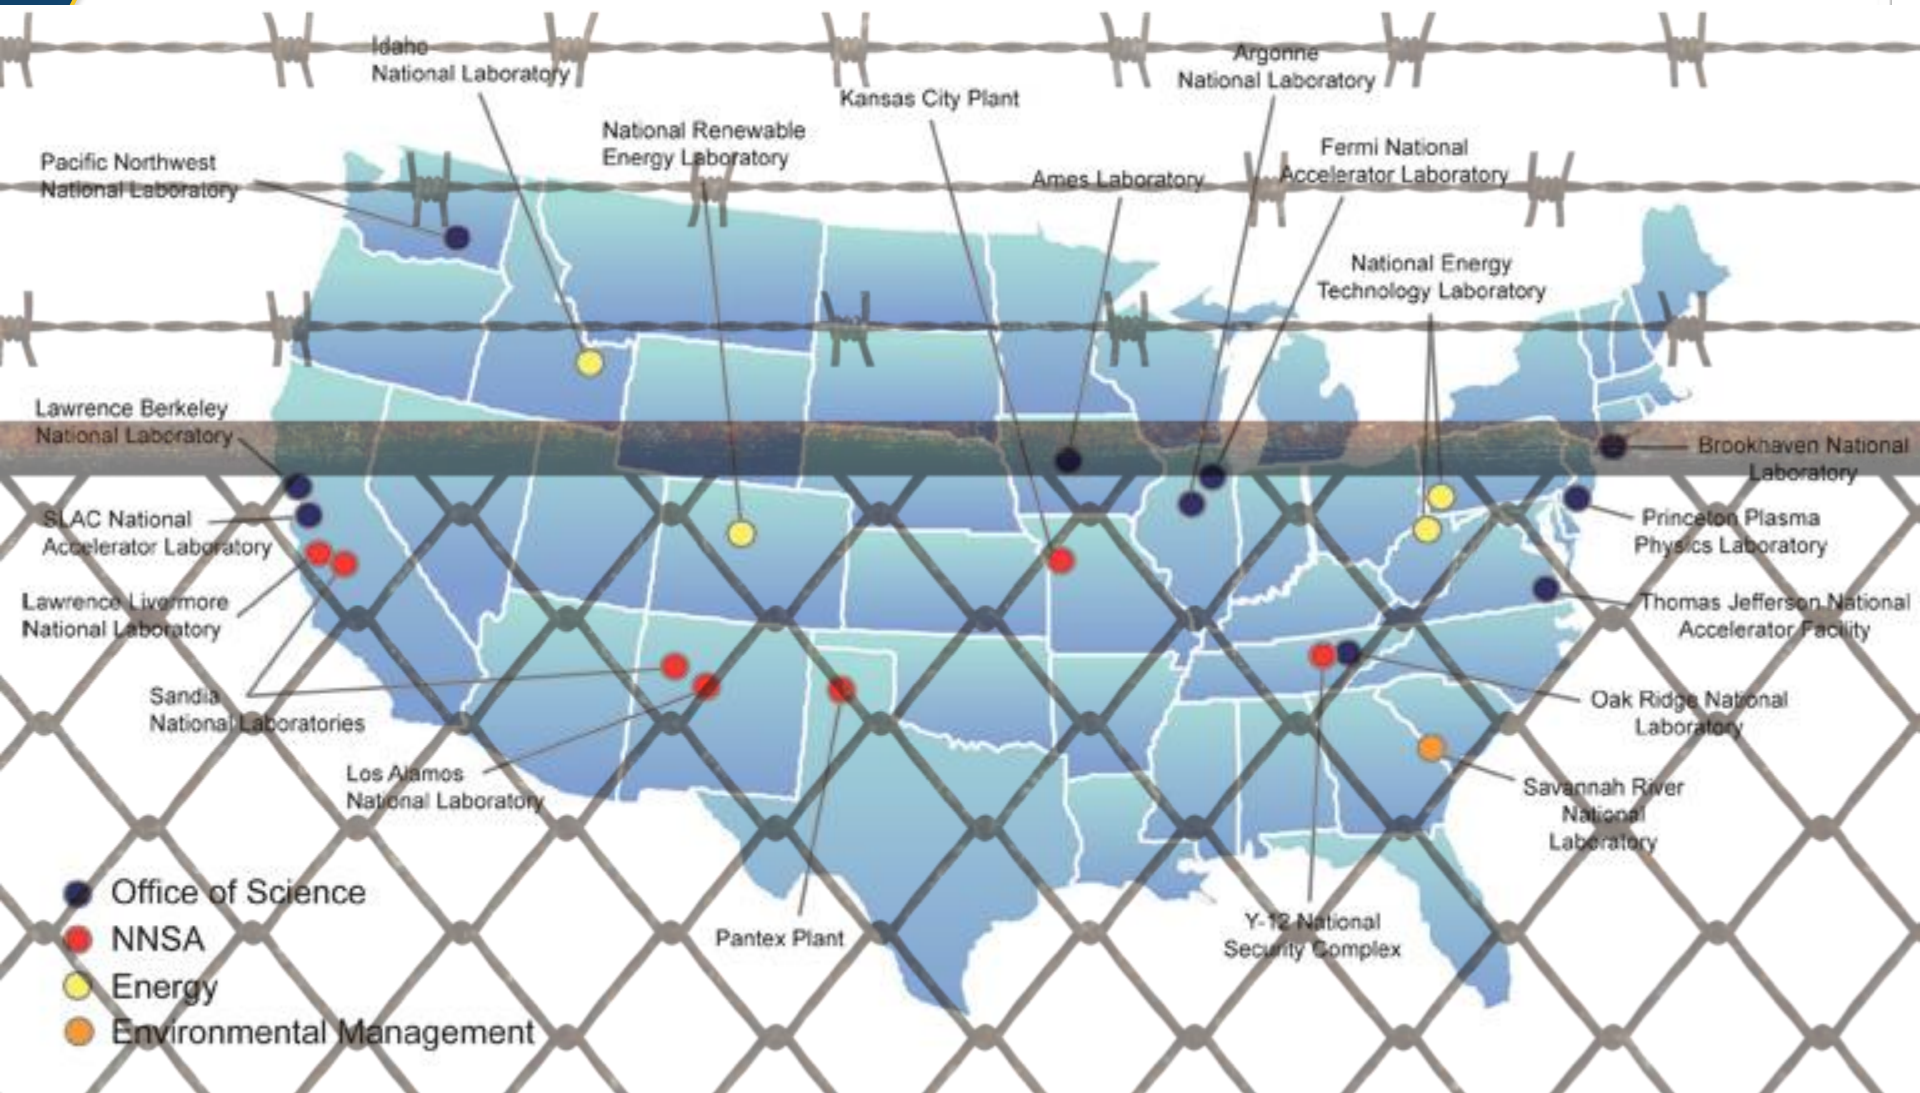 Idaho
National Laboratory
Argonne
National Laboratory
Kansas City Plant
National Renewable
Energy Laboratory
Fermi National
Accelerator Laboratory
Pacific Northwest
National Laboratory
Ames Laboratory
National Energy
Technology Laboratory
Lawrence Berkeley
National Laboratory
Brookhaven National
Laboratory
SLAC National
Accelerator Laboratory
Princeton Plasma
Physics Laboratory
Lawrence Livermore
National Laboratory
Thomas Jefferson National
Accelerator Facility
Sandia
National Laboratories
Oak Ridge National
Laboratory
Los Alamos
National Laboratory
Savannah River
National
Laboratory
Pantex Plant
Y-12 National
Security Complex
Office of Science
NNSA
Energy
Environmental Management